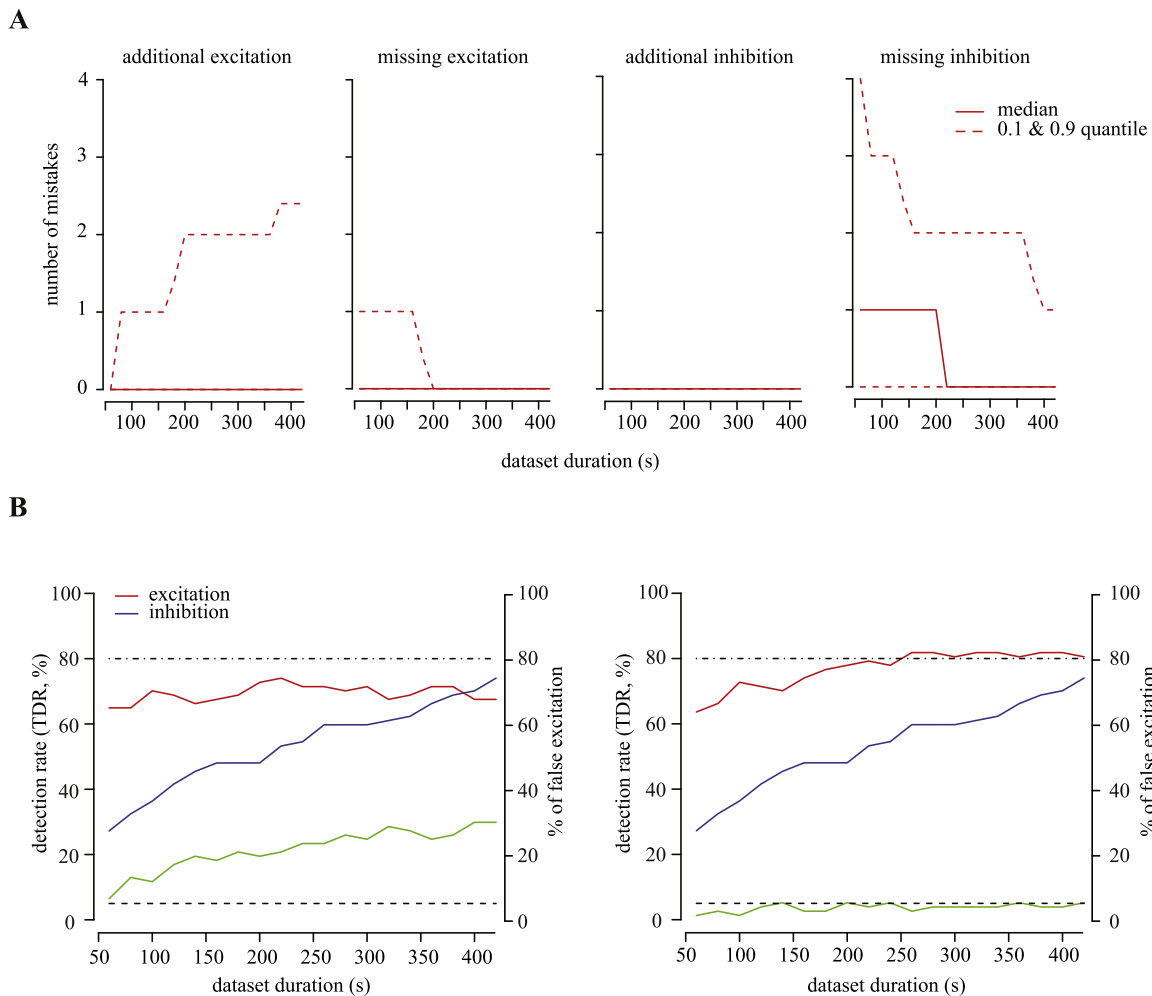 A
additional excitation
missing excitation
additional inhibition
missing inhibition
median
0.1 & 0.9 quantile
number of mistakes
4
3
2
1
0
100 200 300 400
100 200 300 400
100 200 300 400
100 200 300 400
dataset duration (s)
B
excitation
inhibition
detection rate (TDR, %)
100
80
60
40
20
0
100
80
60
40
20
0
% of false excitation
50 100 150 200 250 300 350 400
dataset duration (s)
detection rate (TDR, %)
100
80
60
40
20
0
100
80
60
40
20
0
% of false excitation
50 100 150 200 250 300 350 400
dataset duration (s)